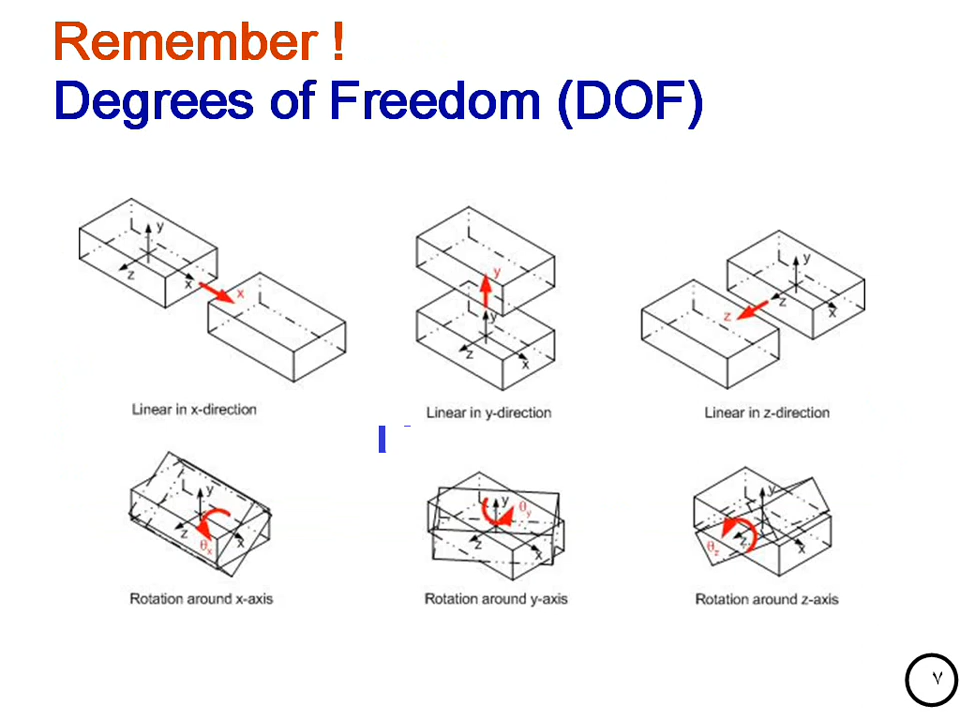 Remember !
Degrees of Freedom (DOF)
y
z
x
x
y
y
z
x
y
z
z
x
Linear in x-direction
Linear in y-direction
Linear in z-direction
y
z
x
θx
y
θy
z
x
y
θz
z
x
Rotation around x-axis
Rotation around y-axis
Rotation around z-axis
٧